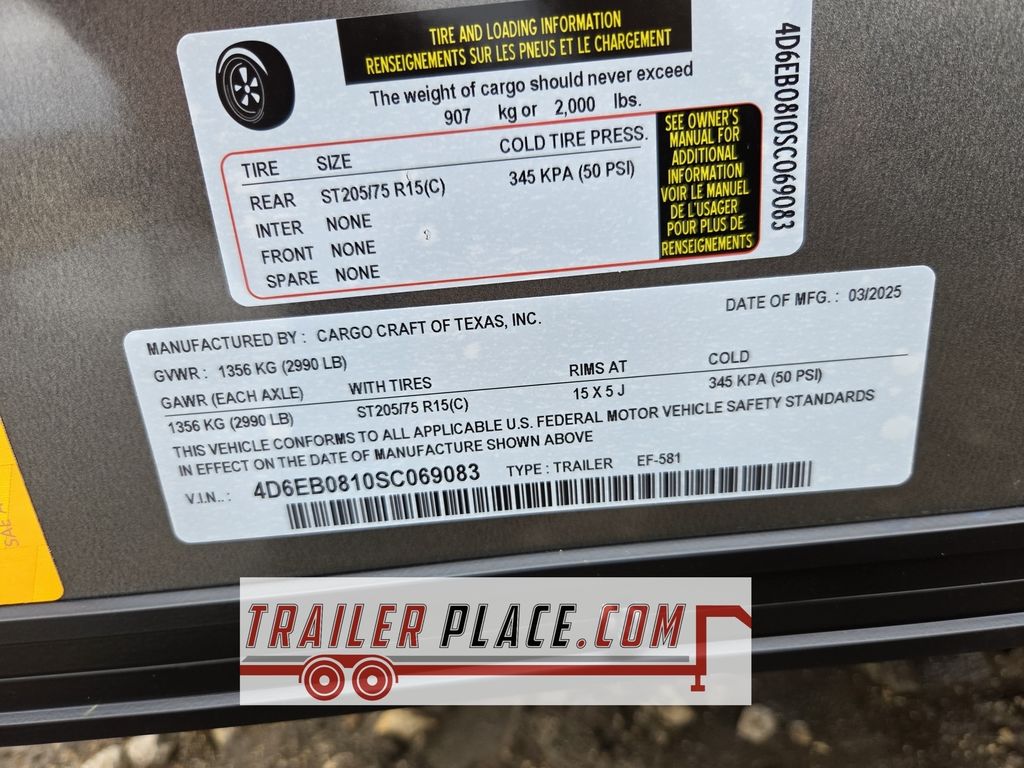 TIRE AND LOADING INFORMATION
RENSEIGNEMENTS SUR LES PNEUS ET LE CHARGEMENT
The weight of cargo should never exceed
907 kg or 2,000 lbs.
TIRE SIZE COLD TIRE PRESS.
REAR ST205/75 R15(C) 345 KPA (50 PSI)
INTER NONE
FRONT NONE
SPARE NONE
SEE OWNER'S
MANUAL FOR
ADDITIONAL
INFORMATION
VOIR LE MANUEL
DE L'USAGER
POUR PLUS DE
RENSEIGNEMENTS
4D6EB0810SC069083
MANUFACTURED BY : CARGO CRAFT OF TEXAS, INC. DATE OF MFG. : 03/2025
GVWR : 1356 KG (2990 LB)
GAWR (EACH AXLE) WITH TIRES RIMS AT COLD
1356 KG (2990 LB) ST205/75 R15(C) 15 X 5 J 345 KPA (50 PSI)
THIS VEHICLE CONFORMS TO ALL APPLICABLE U.S. FEDERAL MOTOR VEHICLE SAFETY STANDARDS
IN EFFECT ON THE DATE OF MANUFACTURE SHOWN ABOVE
V.I.N.. : 4D6EB0810SC069083 TYPE : TRAILER EF-581
SAE
TRAILER PLACE.COM